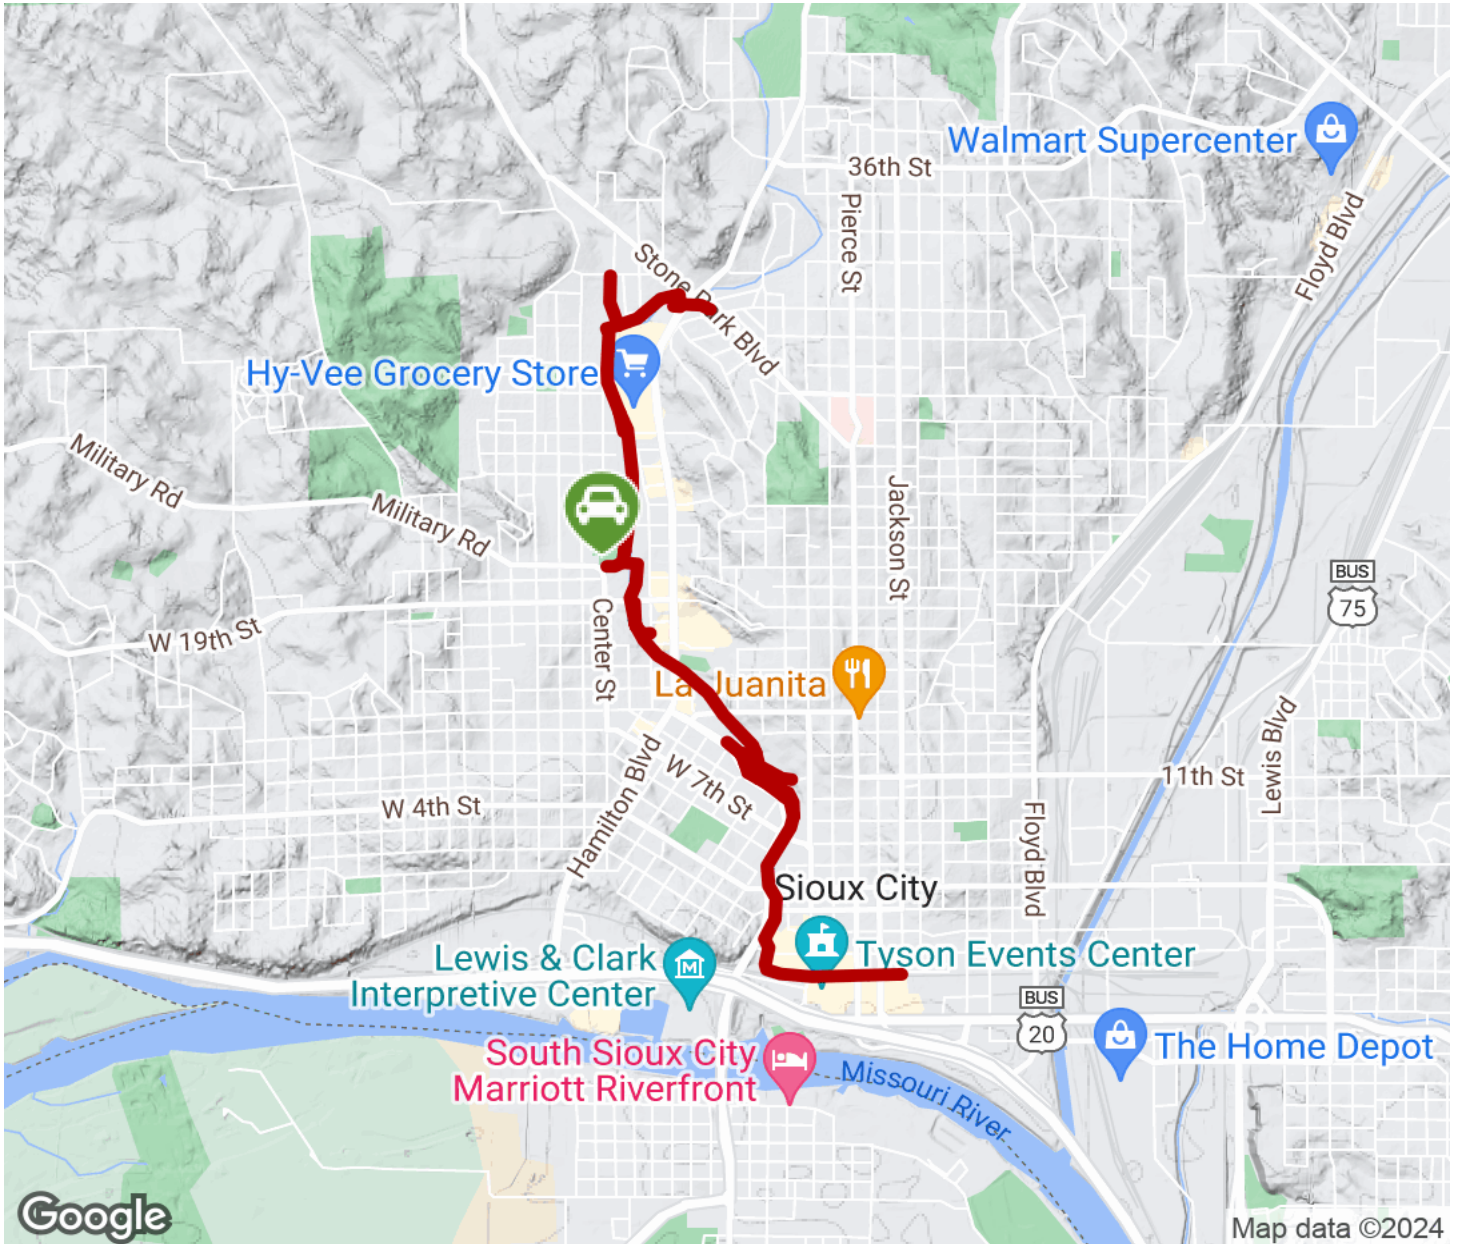 Walmart Supercenter
36th St
Pierce St
Floyd Blvd
Stone Park Blvd
Hy-Vee Grocery Store
Military Rd
Military Rd
Jackson St
BUS
75
W 19th St
Center St
La Juanita
Hamilton Blvd
W 7th St
W 4th St
11th St
Lewis Blvd
Floyd Blvd
Sioux City
Lewis & Clark
Interpretive Center
Tyson Events Center
BUS
20
The Home Depot
South Sioux City
Marriott Riverfront
Missouri River
Google
Map data ©2024